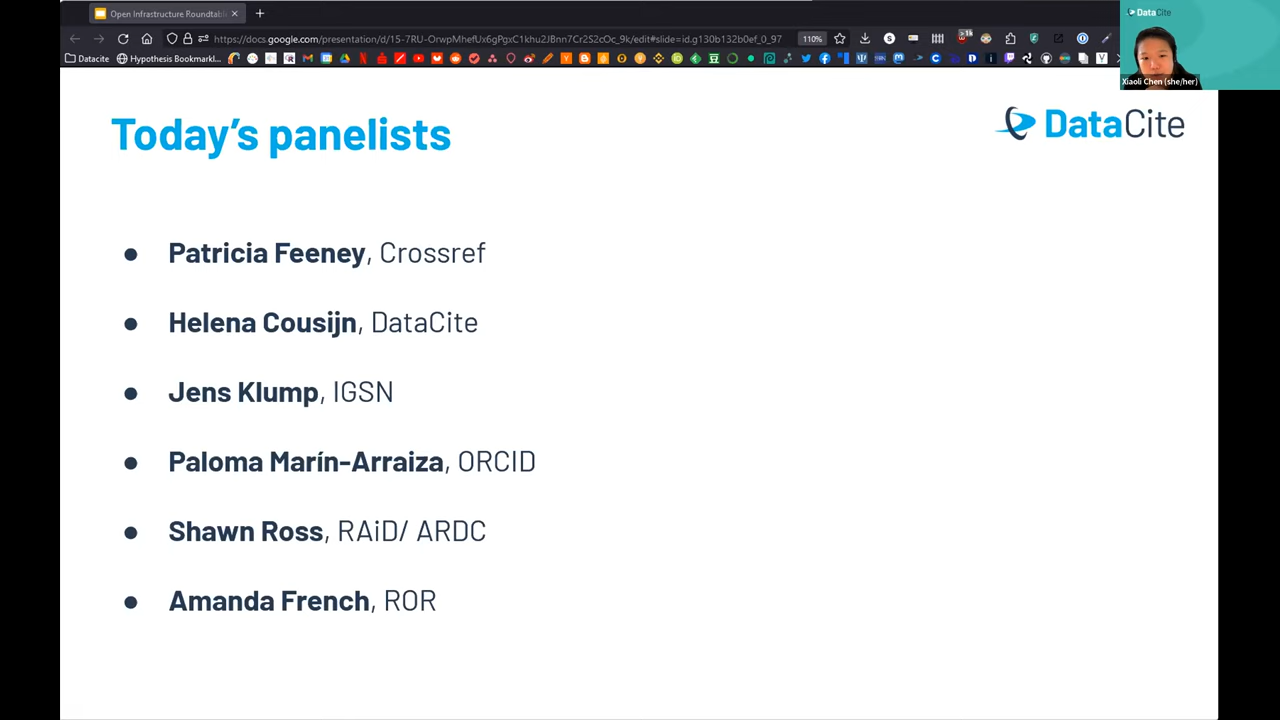 Open Infrastructure Roundtabl
https://docs.google.com/presentation/d/15-7RU-OrwpMhefUx6gPgxC1khu2JBnn7Cr2S2cOc_9k/edit#slide=id.g130b132b0ef_0_97
110%
Datacite
Hypothesis Bookmarkl...
DataCite
Xiaoli Chen (she/her)
Today's panelists
DataCite
● Patricia Feeney, Crossref
● Helena Cousijn, DataCite
● Jens Klump, IGSN
● Paloma Marín-Arraiza, ORCID
● Shawn Ross, RAiD/ ARDC
● Amanda French, ROR